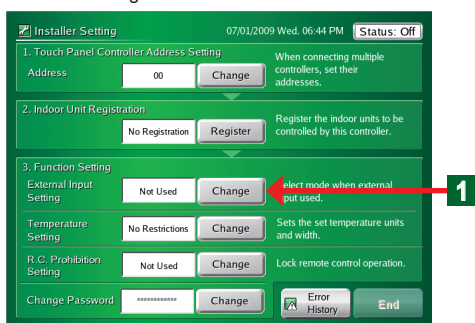 Installer Setting 07/01/2009 Wed. 06:44 PM Status: Off
1. Touch Panel Controller Address Setting
Address 00 Change
When connecting multiple
controllers, set their
addresses.
2. Indoor Unit Registration
No Registration Register
Register the indoor units to be
controlled by this controller.
3. Function Setting
External Input
Setting
Not Used Change
elect mode when external
put used.
1
Temperature
Setting
No Restrictions Change
Sets the set temperature units
and width.
R.C. Prohibition
Setting
Not Used Change
Lock remote control operation.
Change Password ************ Change
Error
History
End